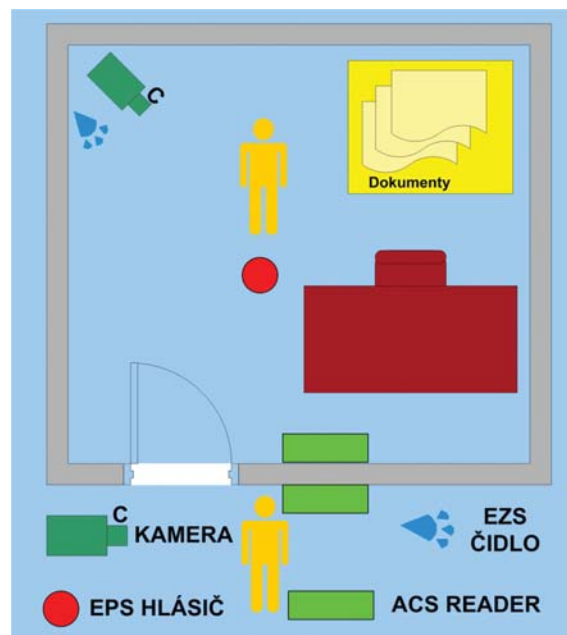 C
Dokumenty
C
KAMERA
EZS
ČIDLO
EPS HLÁSIČ
ACS READER